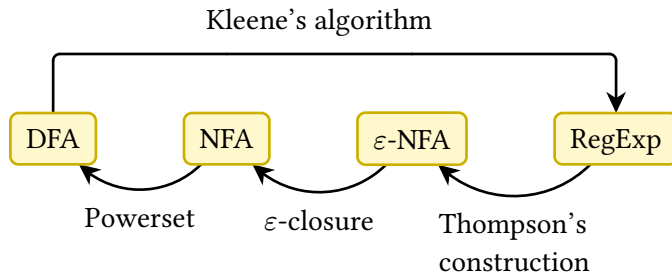 Kleene's algorithm
DFA
NFA
ε-NFA
RegExp
Powerset
ε-closure
Thompson's
construction